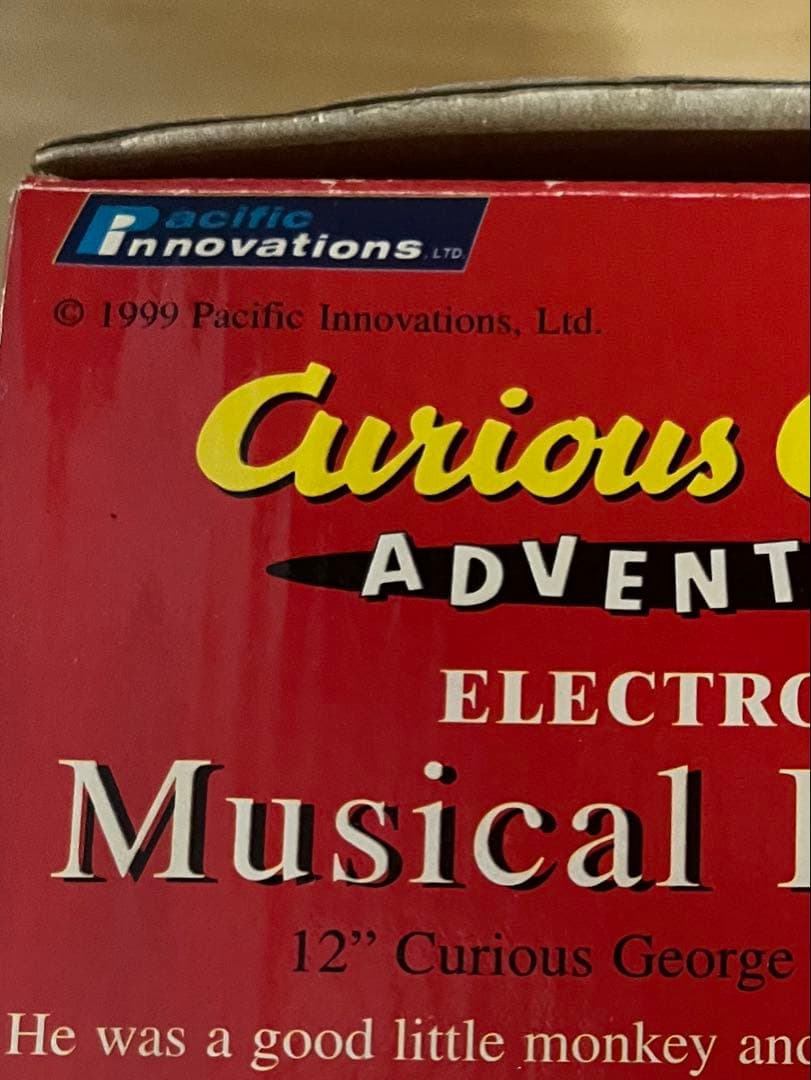 Pacific
innovations, LTD.
© 1999 Pacific Innovations, Ltd.
Curious
ADVENT
ELECTRO
Musical
12” Curious George
He was a good little monkey and